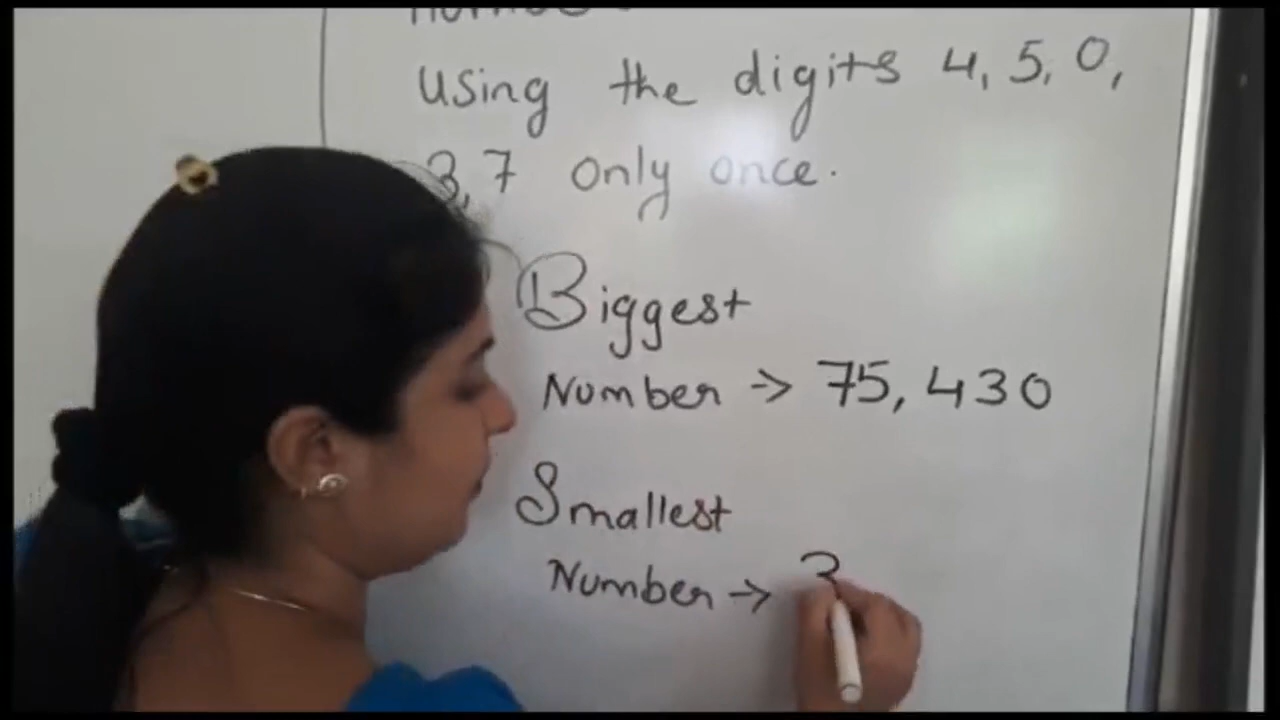 using the digits 4, 5, 0,
3, 7 only once.
Biggest
Number → 75,430
Smallest
Number → 3